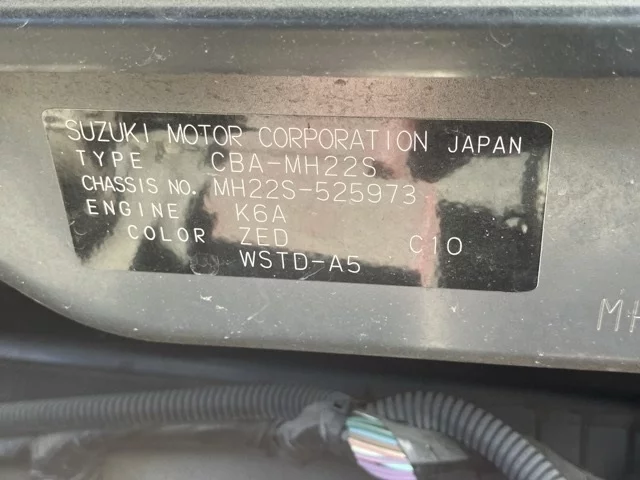 SUZUKI MOTOR CORPORATION JAPAN
TYPE CBA-MH22S
CHASSIS NO. MH22S-525973
ENGINE K6A
COLOR ZED C10
WSTD-A5